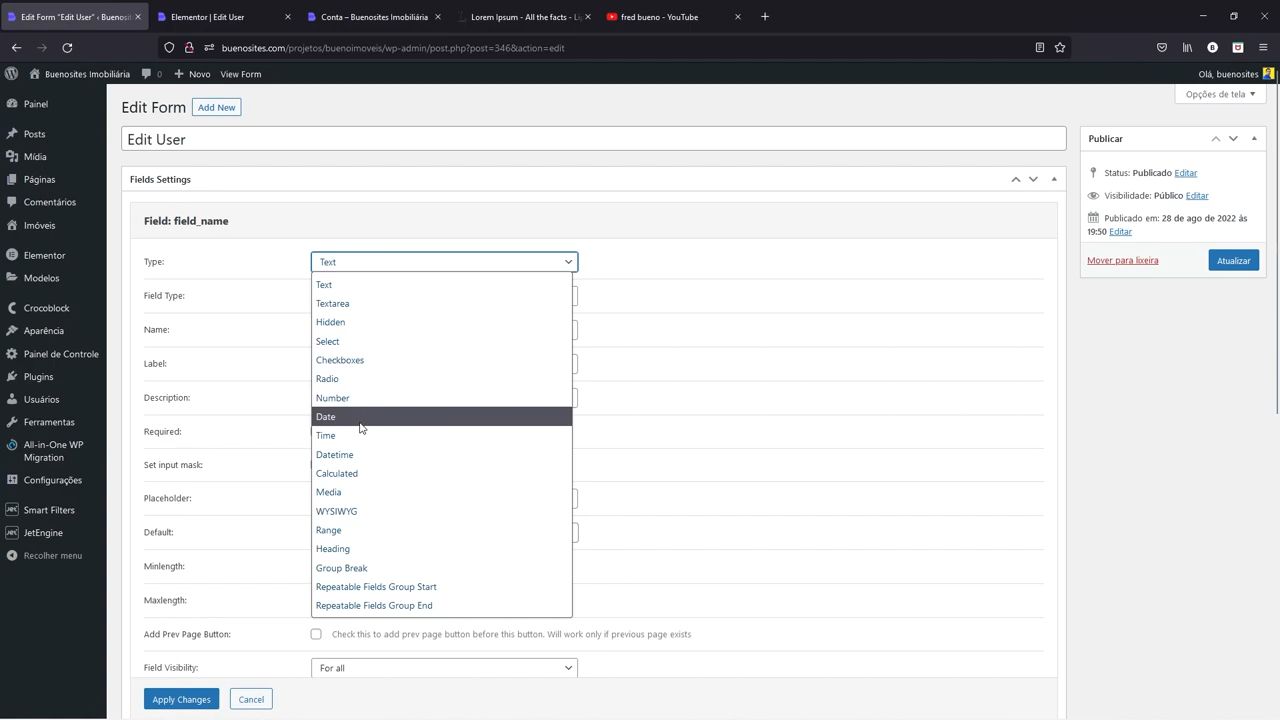 Edit Form "Edit User" ‹ Buenosit
Elementor | Edit User
Conta – Buenosites Imobiliária
Lorem Ipsum - All the facts - Lip
fred bueno - YouTube
buenosites.com/projetos/buenoimoveis/wp-admin/post.php?post=346&action=edit
Buenosites Imobiliária
0
Novo
View Form
Olá, buenosites
Painel
Posts
Mídia
Páginas
Comentários
Imóveis
Elementor
Modelos
Crocoblock
Aparência
Painel de Controle
Plugins
Usuários
Ferramentas
All-in-One WP
Migration
Configurações
Smart Filters
JetEngine
Recolher menu
Opções de tela
Edit Form
Add New
Edit User
Fields Settings
Field: field_name
Type:
Text
Text
Textarea
Hidden
Select
Checkboxes
Radio
Number
Date
Time
Datetime
Calculated
Media
WYSIWYG
Range
Heading
Group Break
Repeatable Fields Group Start
Repeatable Fields Group End
Field Type:
Name:
Label:
Description:
Required:
Set input mask:
Placeholder:
Default:
Minlength:
Maxlength:
Add Prev Page Button:
Check this to add prev page button before this button. Will work only if previous page exists
Field Visibility:
For all
Apply Changes
Cancel
Publicar
Status: Publicado Editar
Visibilidade: Público Editar
Publicado em: 28 de ago de 2022 às
19:50 Editar
Mover para lixeira
Atualizar